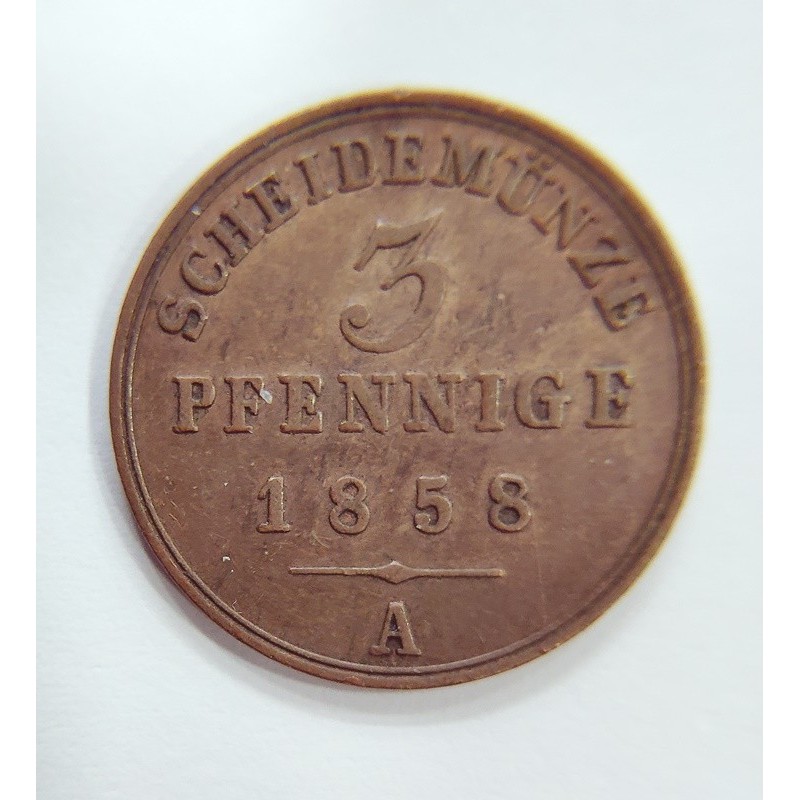 SCHEIDEMÜNZE
3
PFENNIGE
1858
A